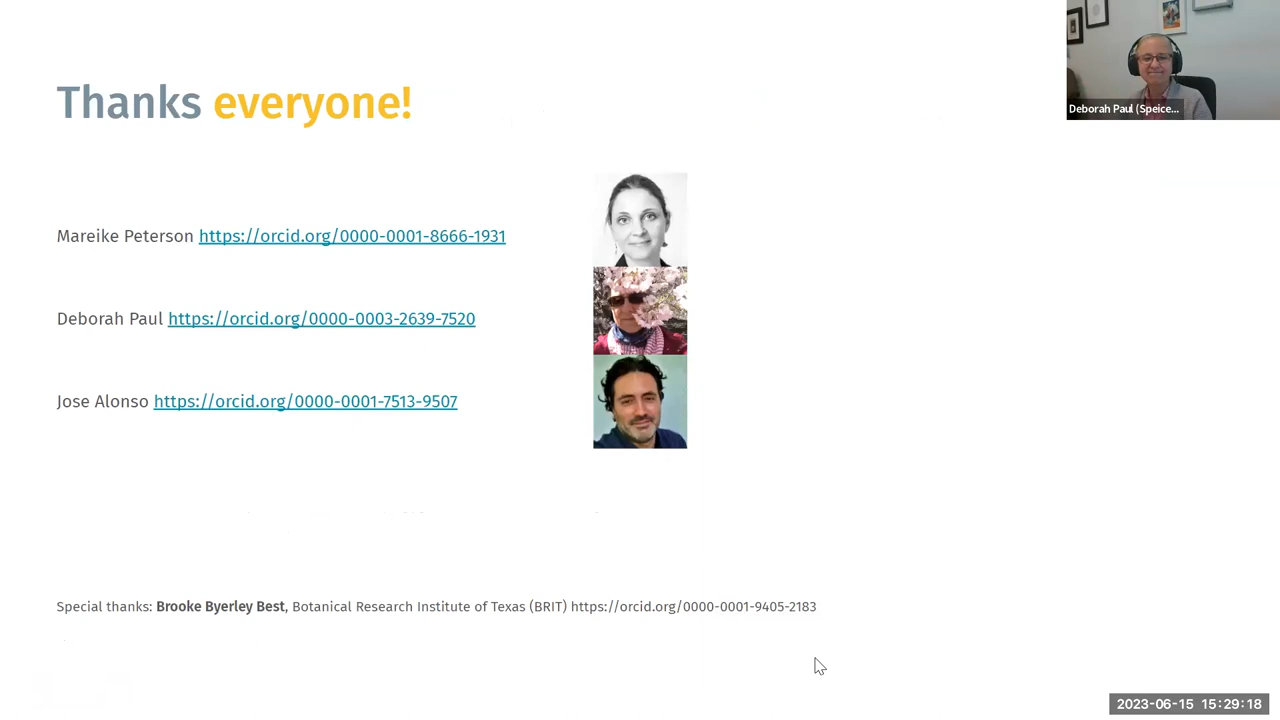 Thanks everyone!
Deborah Paul (Speice...
Mareike Peterson https://orcid.org/0000-0001-8666-1931
Deborah Paul https://orcid.org/0000-0003-2639-7520
Jose Alonso https://orcid.org/0000-0001-7513-9507
Special thanks: Brooke Byerley Best, Botanical Research Institute of Texas (BRIT) https://orcid.org/0000-0001-9405-2183
2023-06-15 15:29:18